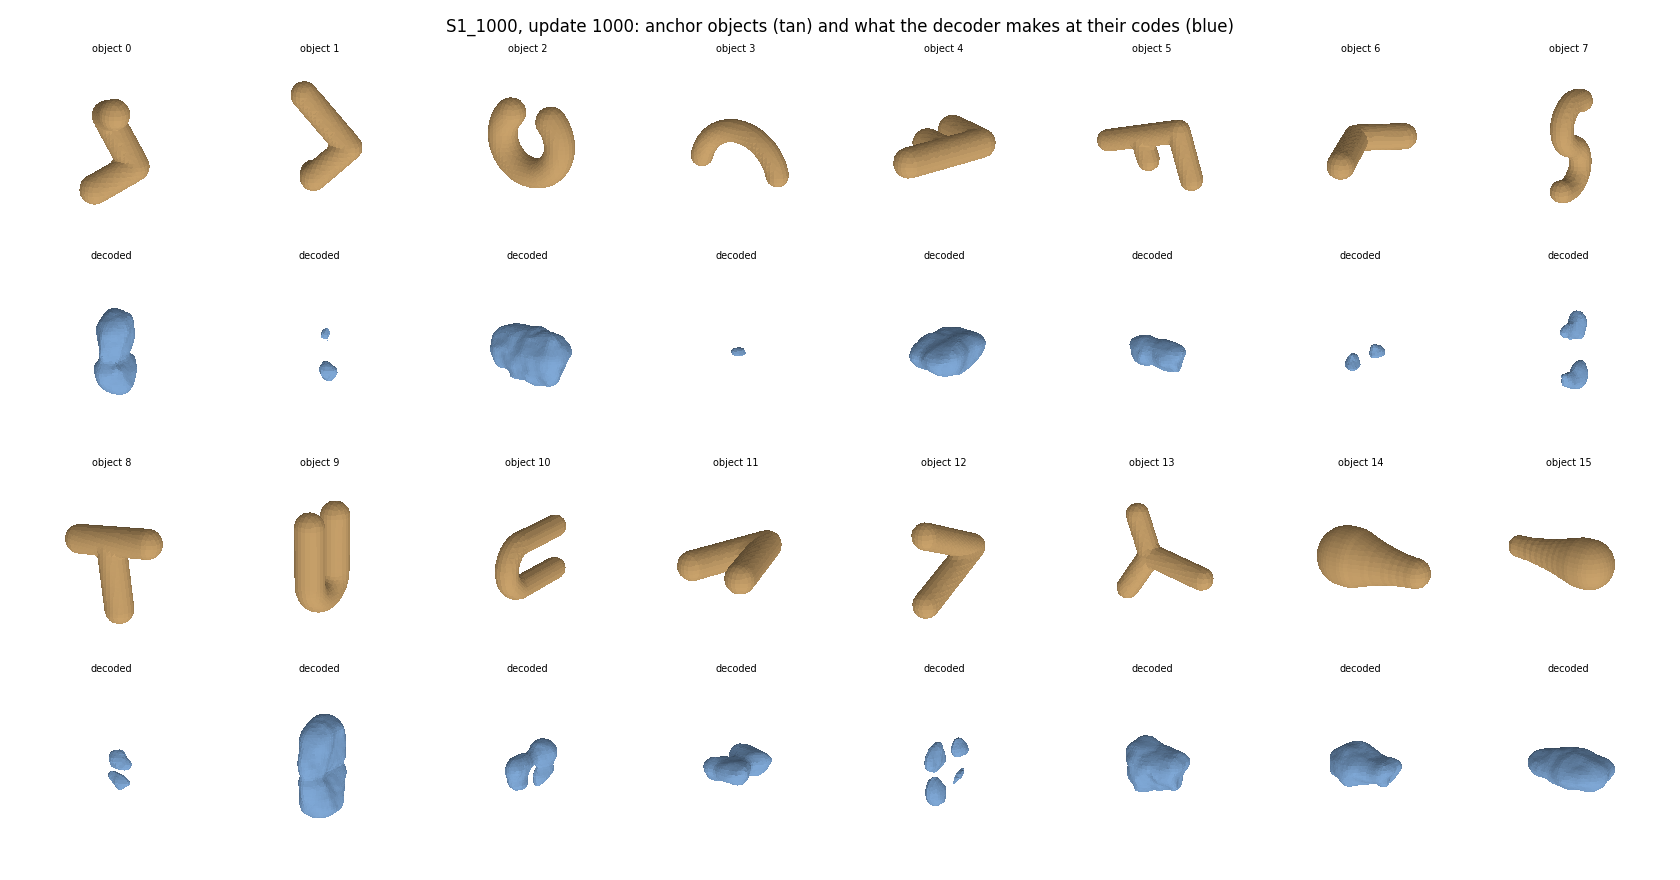 S1_1000, update 1000: anchor objects (tan) and what the decoder makes at their codes (blue)
object 0 object 1 object 2 object 3 object 4 object 5 object 6 object 7
decoded decoded decoded decoded decoded decoded decoded decoded
object 8 object 9 object 10 object 11 object 12 object 13 object 14 object 15
decoded decoded decoded decoded decoded decoded decoded decoded